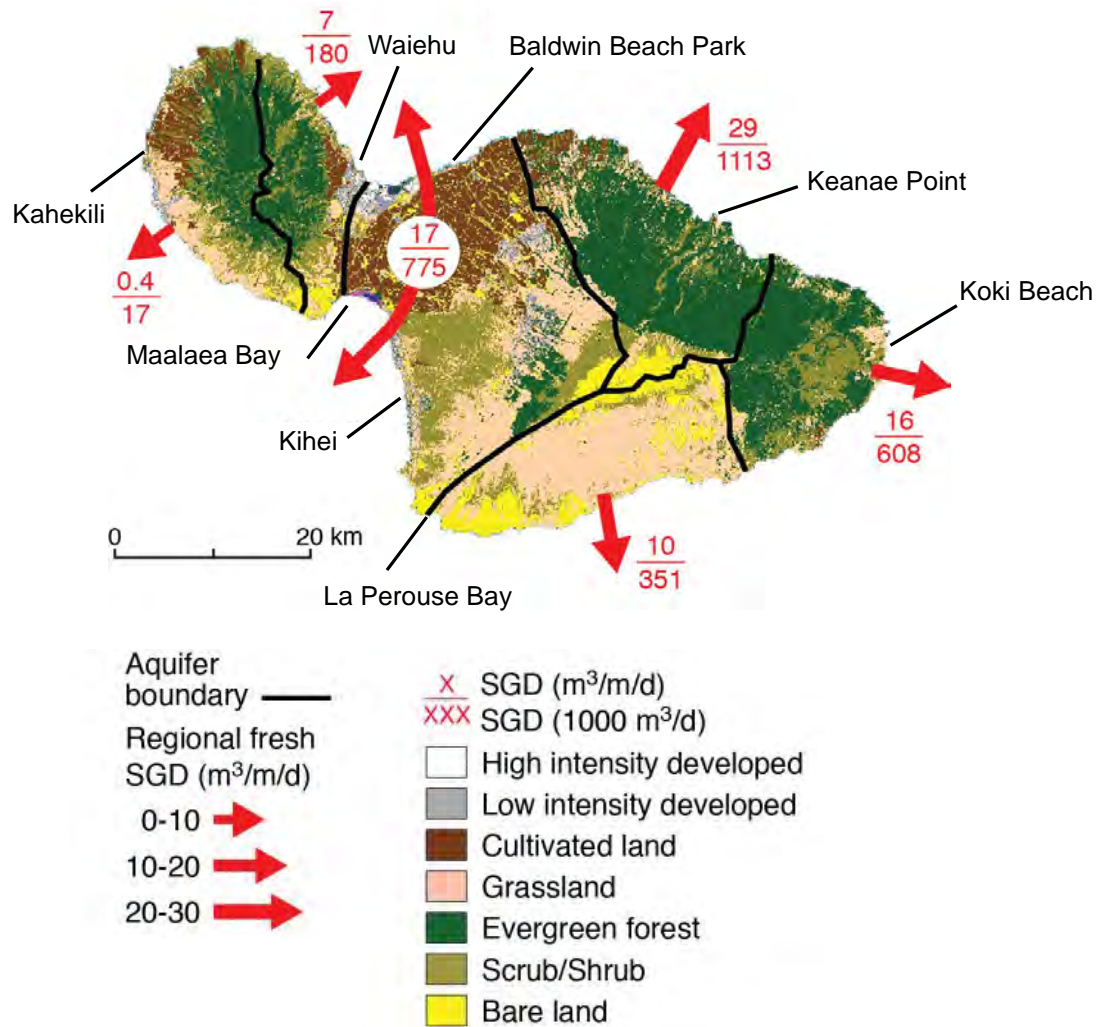 7
180
Waiehu
Baldwin Beach Park
29
1113
Keanae Point
Kahekili
17
775
0.4
17
Koki Beach
Maalaea Bay
16
608
Kihei
0
20 km
10
351
La Perouse Bay
Aquifer
boundary
Regional fresh
SGD (m³/m/d)
0-10
10-20
20-30
X SGD (m³/m/d)
XXX SGD (1000 m³/d)
High intensity developed
Low intensity developed
Cultivated land
Grassland
Evergreen forest
Scrub/Shrub
Bare land